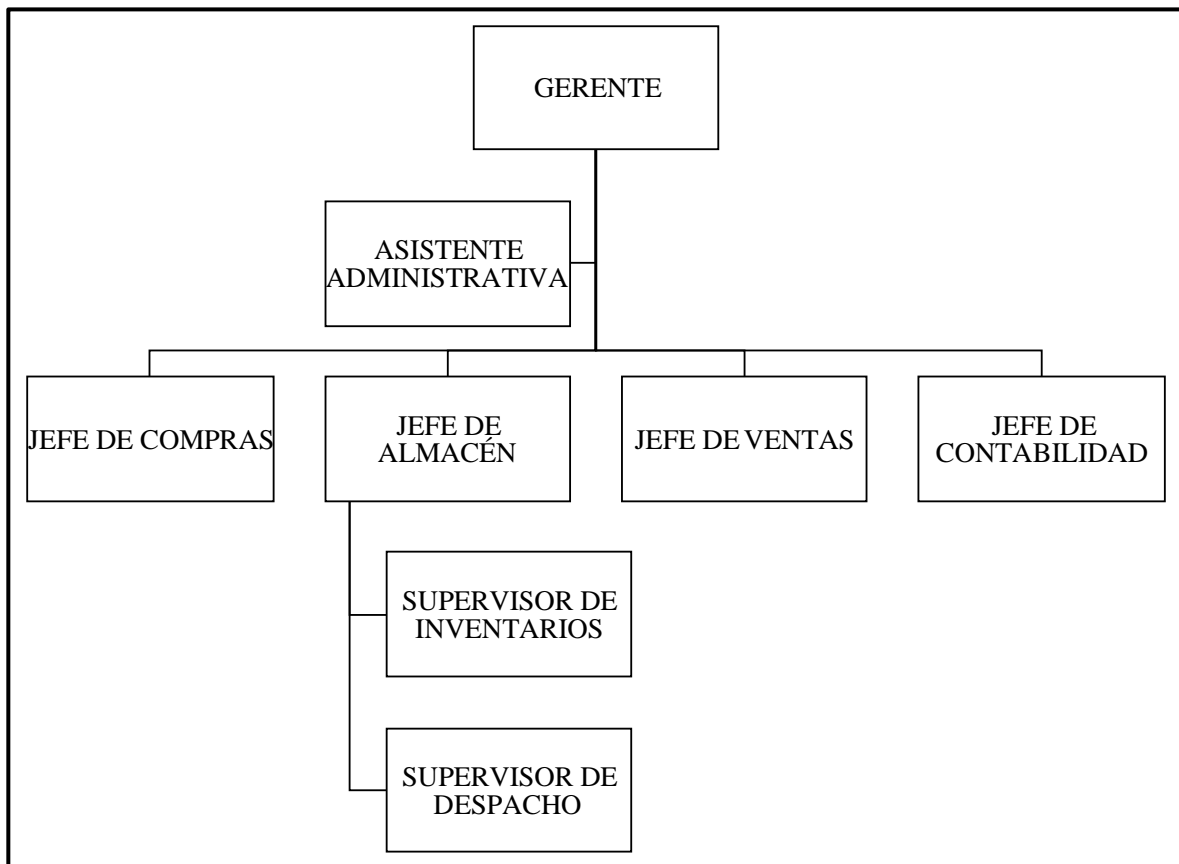 GERENTE
ASISTENTE
ADMINISTRATIVA
JEFE DE COMPRAS
JEFE DE
ALMACÉN
JEFE DE VENTAS
JEFE DE
CONTABILIDAD
SUPERVISOR DE
INVENTARIOS
SUPERVISOR DE
DESPACHO